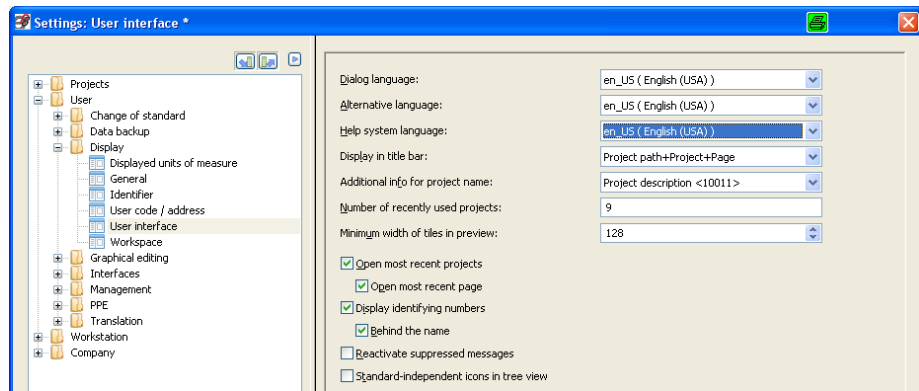 Settings: User interface *
Projects
User
Change of standard
Data backup
Display
Displayed units of measure
General
Identifier
User code / address
User interface
Workspace
Graphical editing
Interfaces
Management
PPE
Translation
Workstation
Company
Dialog language: en_US ( English (USA) )
Alternative language: en_US ( English (USA) )
Help system language: en_US ( English (USA) )
Display in title bar: Project path+Project+Page
Additional info for project name: Project description <10011>
Number of recently used projects: 9
Minimum width of tiles in preview: 128
Open most recent projects
Open most recent page
Display identifying numbers
Behind the name
Reactivate suppressed messages
Standard-independent icons in tree view